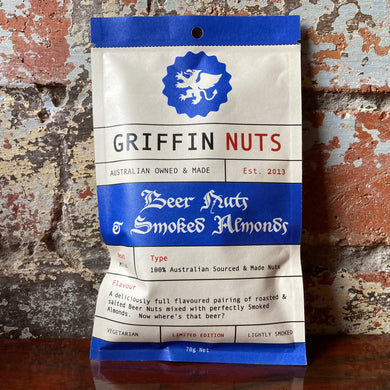 GRIFFIN NUTS
AUSTRALIAN OWNED & MADE
Est. 2013
Beer Nuts
& Smoked Almonds
Type
100% Australian Sourced & Made Nuts
Flavour
A deliciously full flavoured pairing of roasted &
salted Beer Nuts mixed with perfectly Smoked
Almonds. Now where's that beer?
VEGETARIAN
LIMITED EDITION
LIGHTLY SMOKED
70g Net